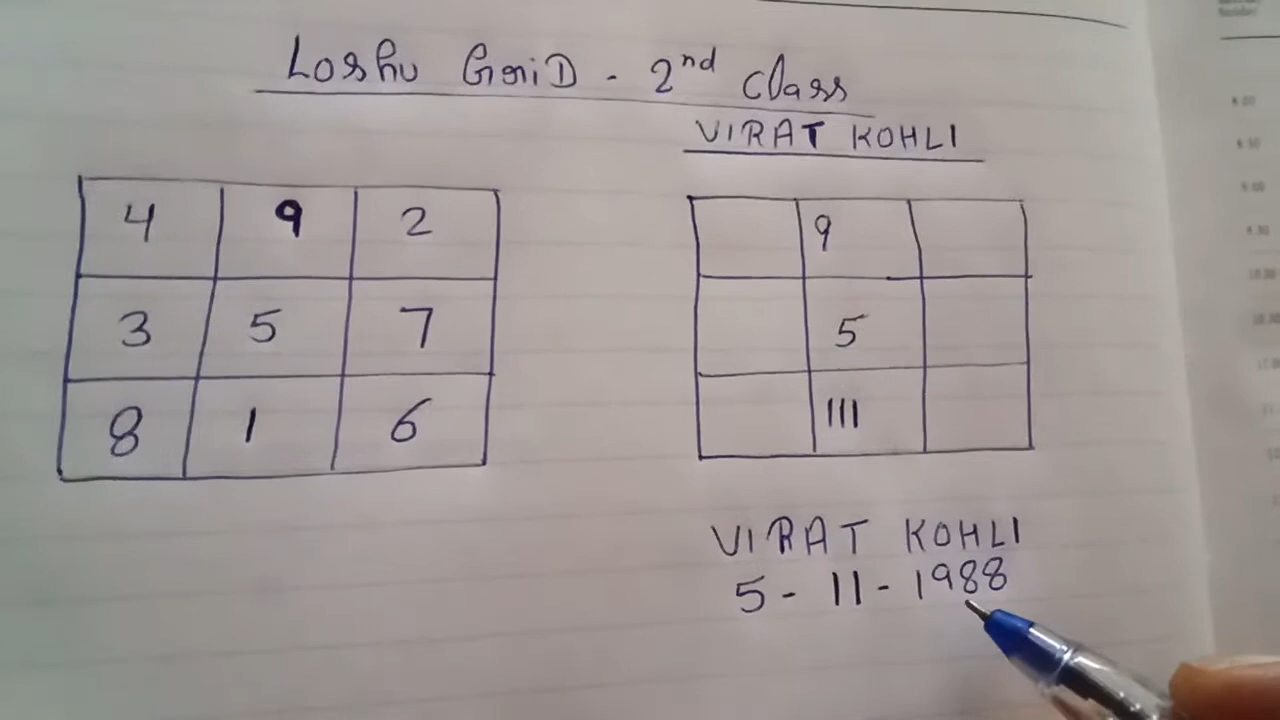 Loshu GriD - 2nd Class
VIRAT KOHLI
4 9 2
3 5 7
8 1 6
9
5
111
VIRAT KOHLI
5 - 11 - 1988